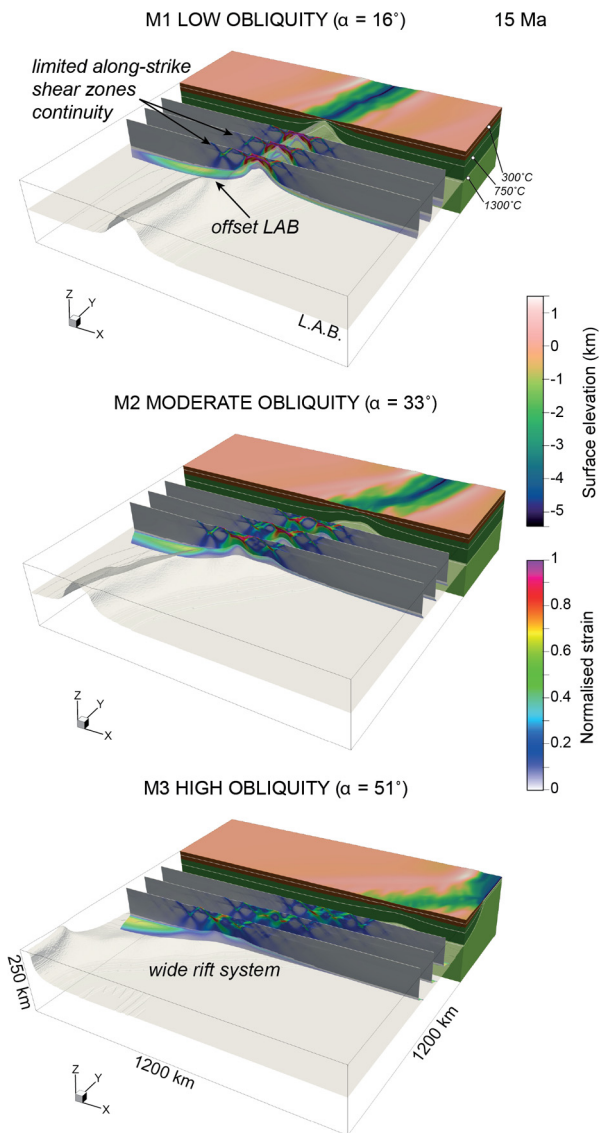 M1 LOW OBLIQUITY (α = 16°)
15 Ma
limited along-strike
shear zones
continuity
300°C
750°C
1300°C
offset LAB
L.A.B.
Z
Y
X
1
0
-1
-2
-3
-4
-5
Surface elevation (km)
M2 MODERATE OBLIQUITY (α = 33°)
1
0.8
0.6
0.4
0.2
0
Normalised strain
Z
Y
X
M3 HIGH OBLIQUITY (α = 51°)
wide rift system
250 km
1200 km
1200 km
Z
Y
X